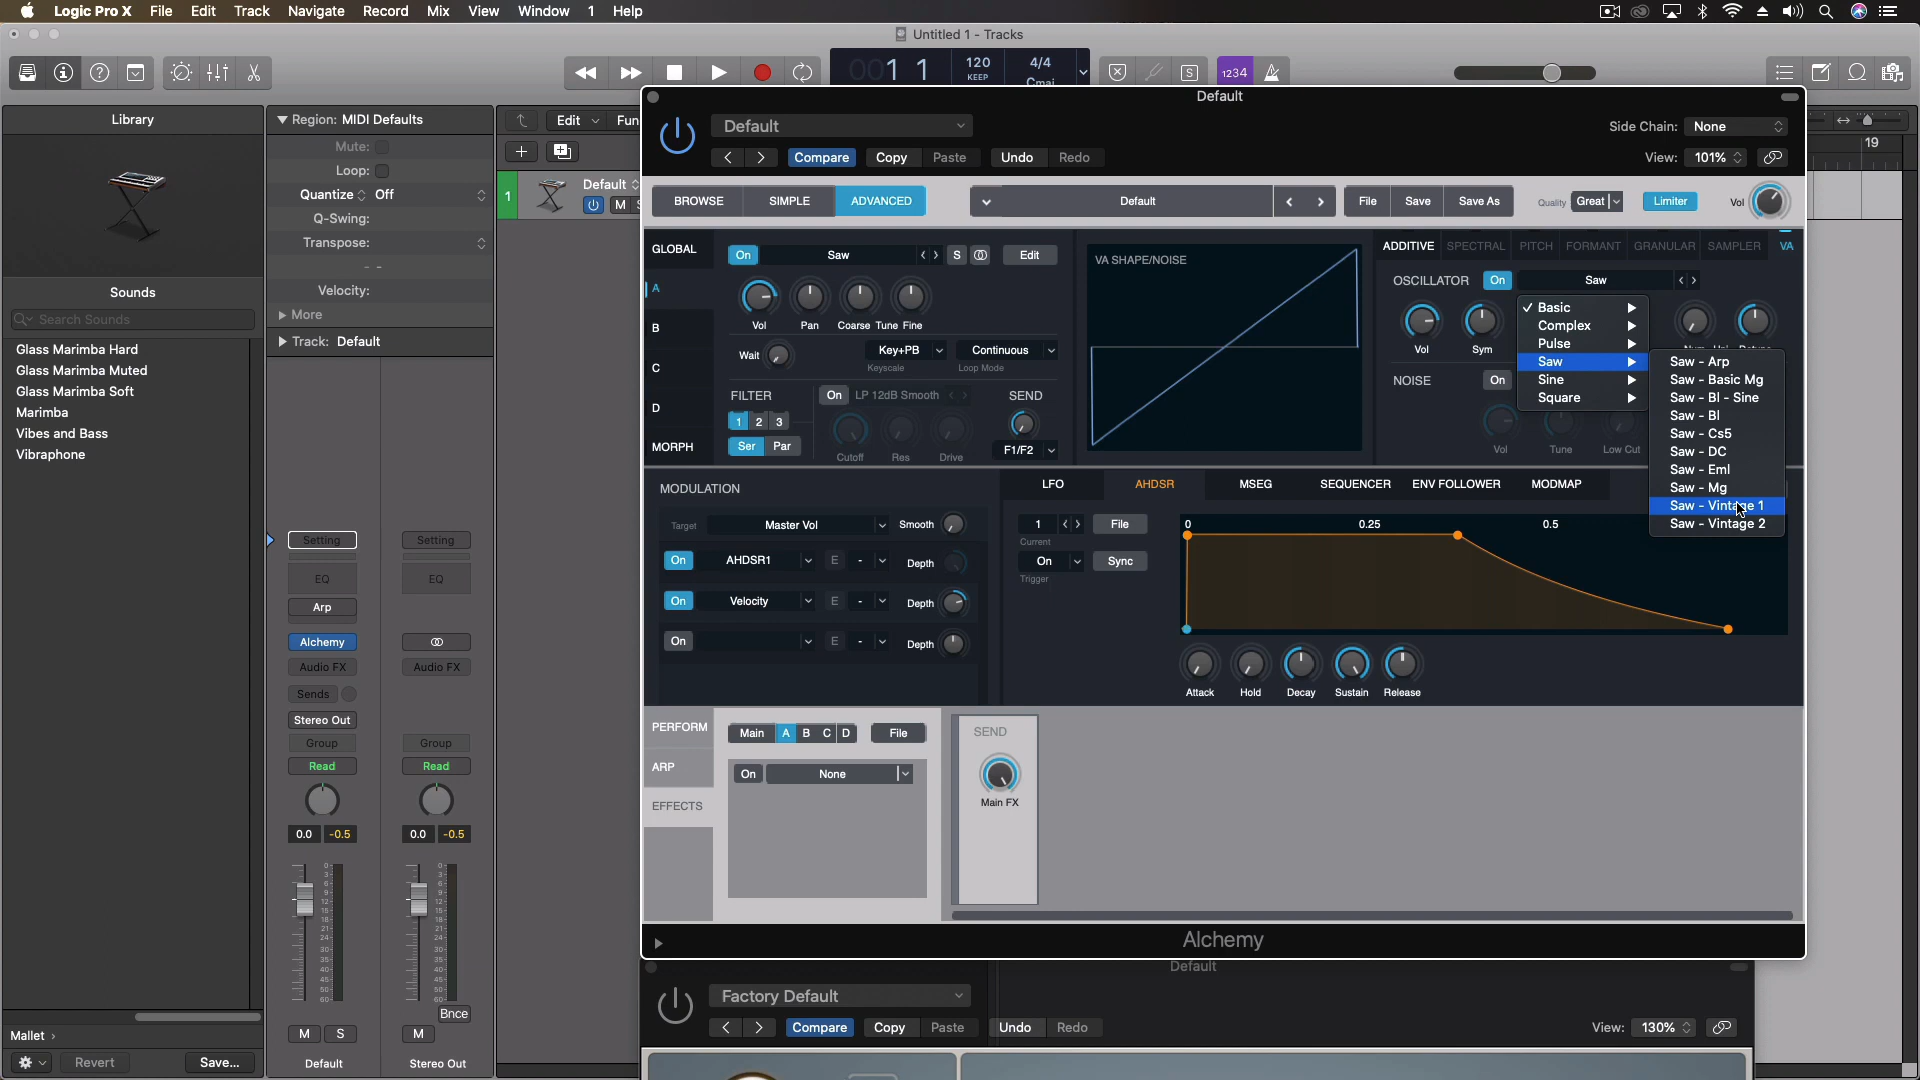 Logic Pro X File Edit Track Navigate Record Mix View Window 1 Help
Untitled 1 - Tracks
001 1
120
KEEP
4/4
Cmaj
1234
Library
Region: MIDI Defaults
Mute:
Loop:
Quantize Off
Q-Swing:
Transpose:
- -
Velocity:
More
Track: Default
Sounds
Search Sounds
Glass Marimba Hard
Glass Marimba Muted
Glass Marimba Soft
Marimba
Vibes and Bass
Vibraphone
Mallet
Revert Save...
Setting Setting
EQ EQ
Arp
Alchemy
Audio FX Audio FX
Sends
Stereo Out
Group Group
Read Read
0.0 -0.5 0.0 -0.5
Bnce
M S M
Default Stereo Out
Edit Fun
19
1 Default
M S
Default
Default Side Chain: None
Compare Copy Paste Undo Redo View: 101%
BROWSE SIMPLE ADVANCED Default File Save Save As Quality Great Limiter Vol
GLOBAL
A
B
C
D
MORPH
On Saw S Edit
Vol Pan Coarse Tune Fine
Wait Key+PB Continuous
Keyscale Loop Mode
FILTER On LP 12dB Smooth SEND
1 2 3
Ser Par F1/F2
Cutoff Res Drive
VA SHAPE/NOISE
ADDITIVE SPECTRAL PITCH FORMANT GRANULAR SAMPLER VA
OSCILLATOR On Saw
Vol Sym Num Uni Detune
NOISE On
Vol Tune Low Cut
Basic
Complex
Pulse
Saw
Sine
Square
Saw - Arp
Saw - Basic Mg
Saw - Bl - Sine
Saw - Bl
Saw - Cs5
Saw - DC
Saw - Eml
Saw - Mg
Saw - Vintage 1
Saw - Vintage 2
MODULATION
Target Master Vol Smooth
On AHDSR1 E - Depth
On Velocity E - Depth
On E - Depth
LFO AHDSR MSEG SEQUENCER ENV FOLLOWER MODMAP
1 File
Current
On Sync
Trigger
0 0.25 0.5
Attack Hold Decay Sustain Release
PERFORM
ARP
EFFECTS
Main A B C D File
On None
SEND
Main FX
Alchemy
Default
Factory Default
Compare Copy Paste Undo Redo View: 130%